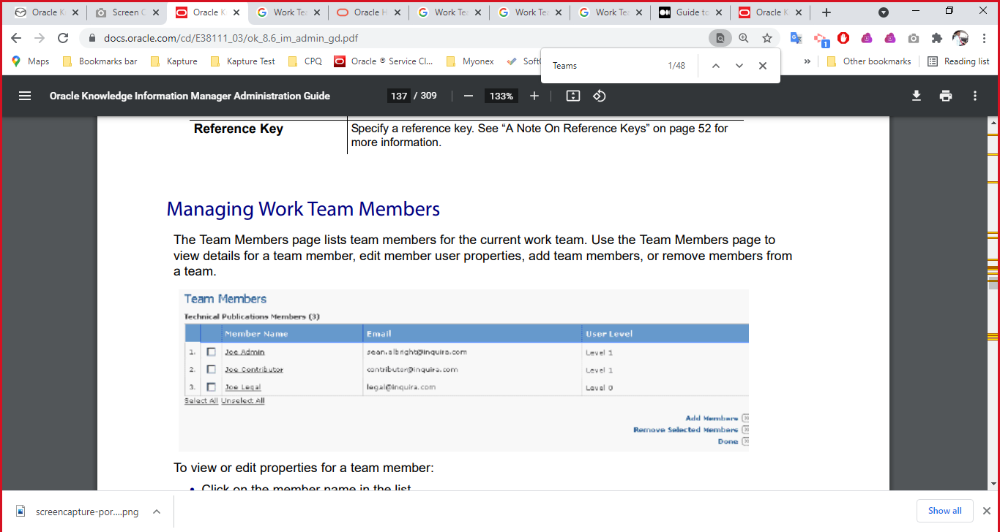 Oracle K
Screen C
Oracle K
Work Te
Oracle H
Work Te
Work Te
Work Te
Guide to
Oracle K
docs.oracle.com/cd/E38111_03/ok_8.6_im_admin_gd.pdf
1
Maps
Bookmarks bar
Kapture
Kapture Test
CPQ
Oracle ® Service Cl...
Myonex
Soft
»
Other bookmarks
Reading list
Teams 1/48
Oracle Knowledge Information Manager Administration Guide
137 / 309
133%
Reference Key
Specify a reference key. See “A Note On Reference Keys” on page 52 for
more information.
Managing Work Team Members
The Team Members page lists team members for the current work team. Use the Team Members page to
view details for a team member, edit member user properties, add team members, or remove members from
a team.
Team Members
Technical Publications Members (3)
Member Name Email User Level
1. Joe Admin sean.albright@inquira.com Level 1
2. Joe Contributor contributor@inquira.com Level 1
3. Joe Legal legal@inquira.com Level 0
Select All Unselect All
Add Members
Remove Selected Members
Done
To view or edit properties for a team member:
• Click on the member name in the list
screencapture-por....png
Show all